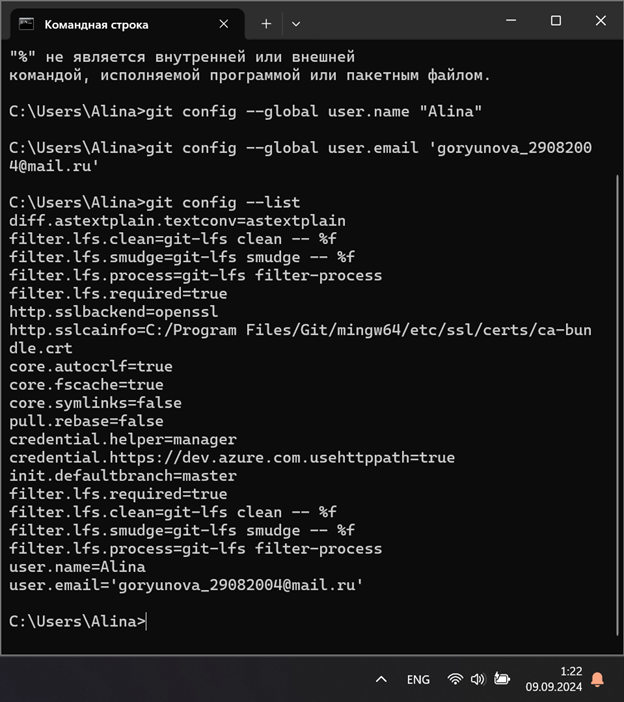 Командная строка
"%" не является внутренней или внешней
командой, исполняемой программой или пакетным файлом.
C:\Users\Alina>git config --global user.name "Alina"
C:\Users\Alina>git config --global user.email 'goryunova_2908200
4@mail.ru'
C:\Users\Alina>git config --list
diff.astextplain.textconv=astextplain
filter.lfs.clean=git-lfs clean -- %f
filter.lfs.smudge=git-lfs smudge -- %f
filter.lfs.process=git-lfs filter-process
filter.lfs.required=true
http.sslbackend=openssl
http.sslcainfo=C:/Program Files/Git/mingw64/etc/ssl/certs/ca-bun
dle.crt
core.autocrlf=true
core.fscache=true
core.symlinks=false
pull.rebase=false
credential.helper=manager
credential.https://dev.azure.com.usehttppath=true
init.defaultbranch=master
filter.lfs.required=true
filter.lfs.clean=git-lfs clean -- %f
filter.lfs.smudge=git-lfs smudge -- %f
filter.lfs.process=git-lfs filter-process
user.name=Alina
user.email='goryunova_29082004@mail.ru'
C:\Users\Alina>
ENG
1:22
09.09.2024